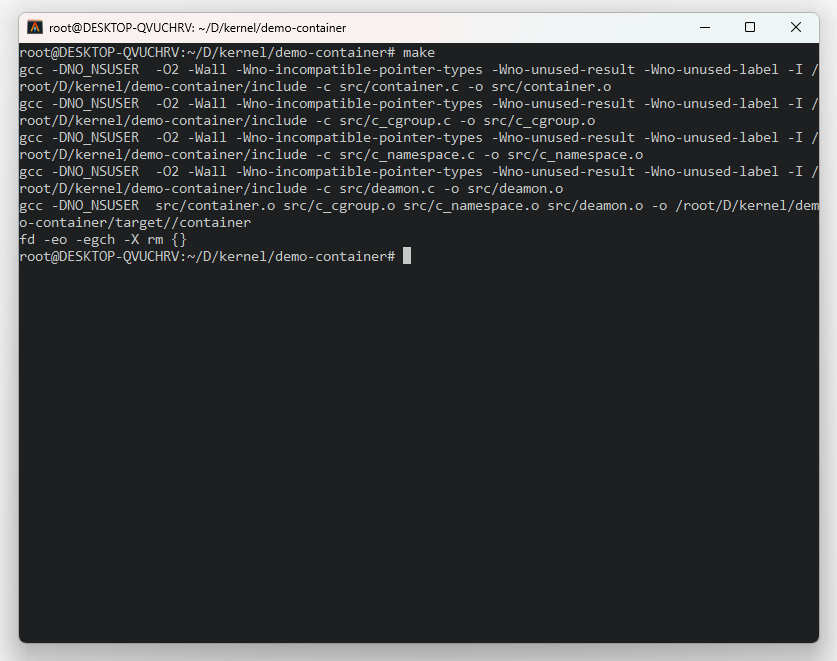 root@DESKTOP-QVUCHRV: ~/D/kernel/demo-container
root@DESKTOP-QVUCHRV:~/D/kernel/demo-container# make
gcc -DNO_NSUSER  -O2 -Wall -Wno-incompatible-pointer-types -Wno-unused-result -Wno-unused-label -I /
root/D/kernel/demo-container/include -c src/container.c -o src/container.o
gcc -DNO_NSUSER  -O2 -Wall -Wno-incompatible-pointer-types -Wno-unused-result -Wno-unused-label -I /
root/D/kernel/demo-container/include -c src/c_cgroup.c -o src/c_cgroup.o
gcc -DNO_NSUSER  -O2 -Wall -Wno-incompatible-pointer-types -Wno-unused-result -Wno-unused-label -I /
root/D/kernel/demo-container/include -c src/c_namespace.c -o src/c_namespace.o
gcc -DNO_NSUSER  -O2 -Wall -Wno-incompatible-pointer-types -Wno-unused-result -Wno-unused-label -I /
root/D/kernel/demo-container/include -c src/deamon.c -o src/deamon.o
gcc -DNO_NSUSER  src/container.o src/c_cgroup.o src/c_namespace.o src/deamon.o -o /root/D/kernel/dem
o-container/target//container
fd -eo -egch -X rm {}
root@DESKTOP-QVUCHRV:~/D/kernel/demo-container#